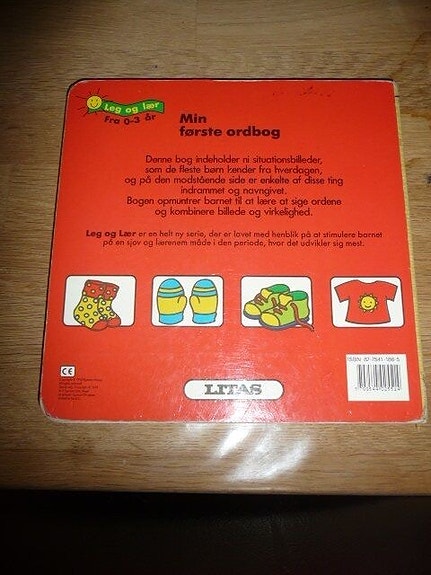 Leg og lær
Fra 0-3 år
Min
første ordbog
Denne bog indeholder ni situationsbilleder,
som de fleste børn kender fra hverdagen,
og på den modstående side er enkelte af disse ting
indrammet og navngivet.
Bogen opmuntrer barnet til at lære at sige ordene
og kombinere billede og virkelighed.
Leg og Lær er en helt ny serie, der er lavet med henblik på at stimulere barnet
på en sjov og lærenem måde i den periode, hvor det udvikler sig mest.
CE
LITAS